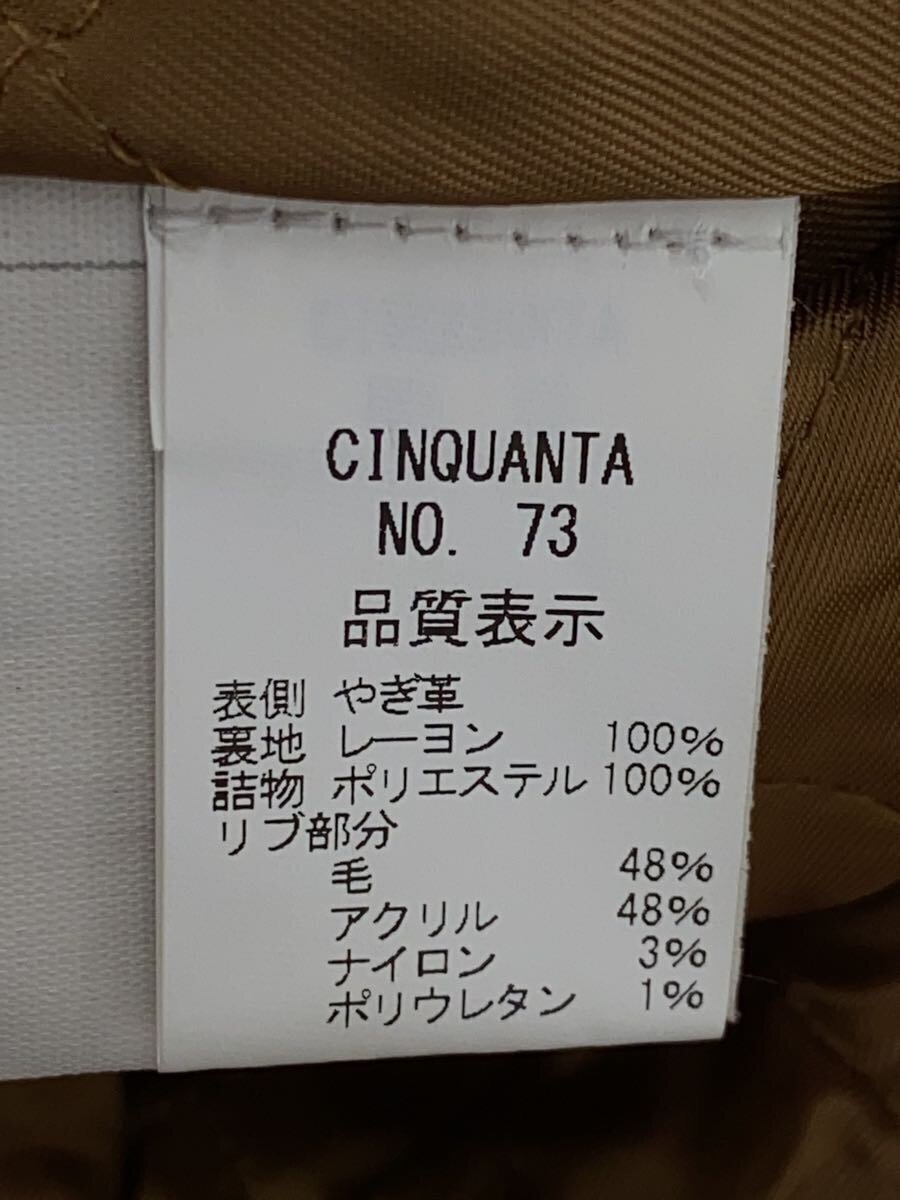 CINQUANTA
NO. 73
品質表示
表側 やぎ革
裏地 レーヨン 100%
詰物 ポリエステル 100%
リブ部分
毛 48%
アクリル 48%
ナイロン 3%
ポリウレタン 1%